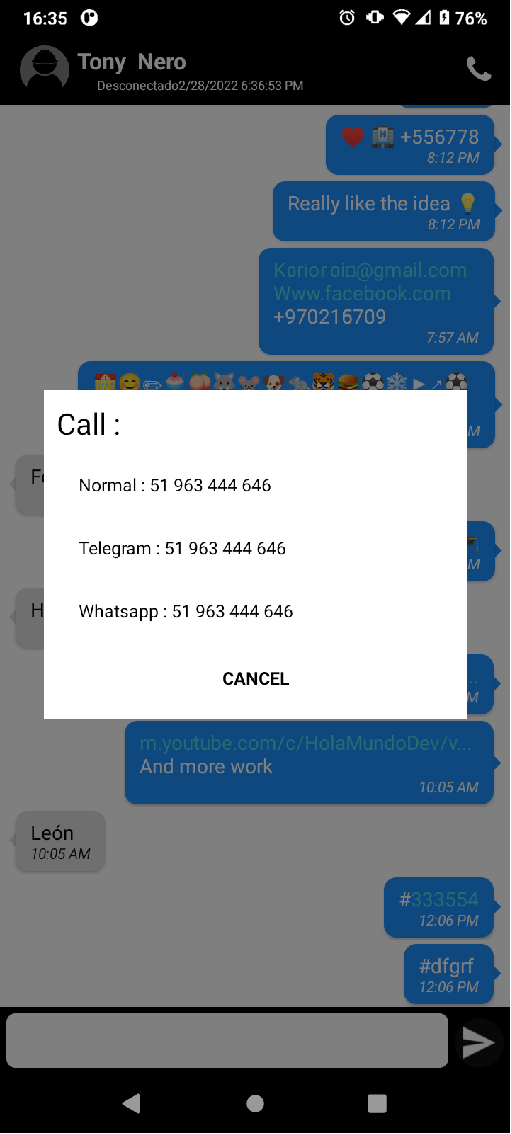 16:35
76%
Tony Nero
Desconectado2/28/2022 6:36:53 PM
+556778
8:12 PM
Really like the idea
8:12 PM
@gmail.com
Www.facebook.com
+970216709
7:57 AM
M
Call :
Normal : 51 963 444 646
Telegram : 51 963 444 646
Whatsapp : 51 963 444 646
CANCEL
m.youtube.com/c/HolaMundoDev/v...
And more work
10:05 AM
León
10:05 AM
#333554
12:06 PM
#dfgrf
12:06 PM